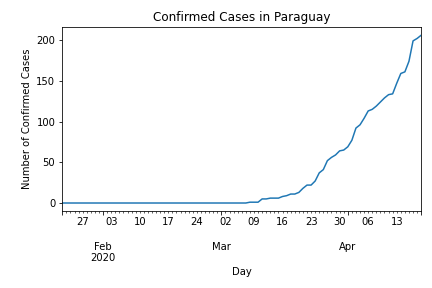 Confirmed Cases in Paraguay
Number of Confirmed Cases
200
150
100
50
0
27 03 10 17 24 02 09 16 23 30 06 13
Feb Mar Apr
2020
Day